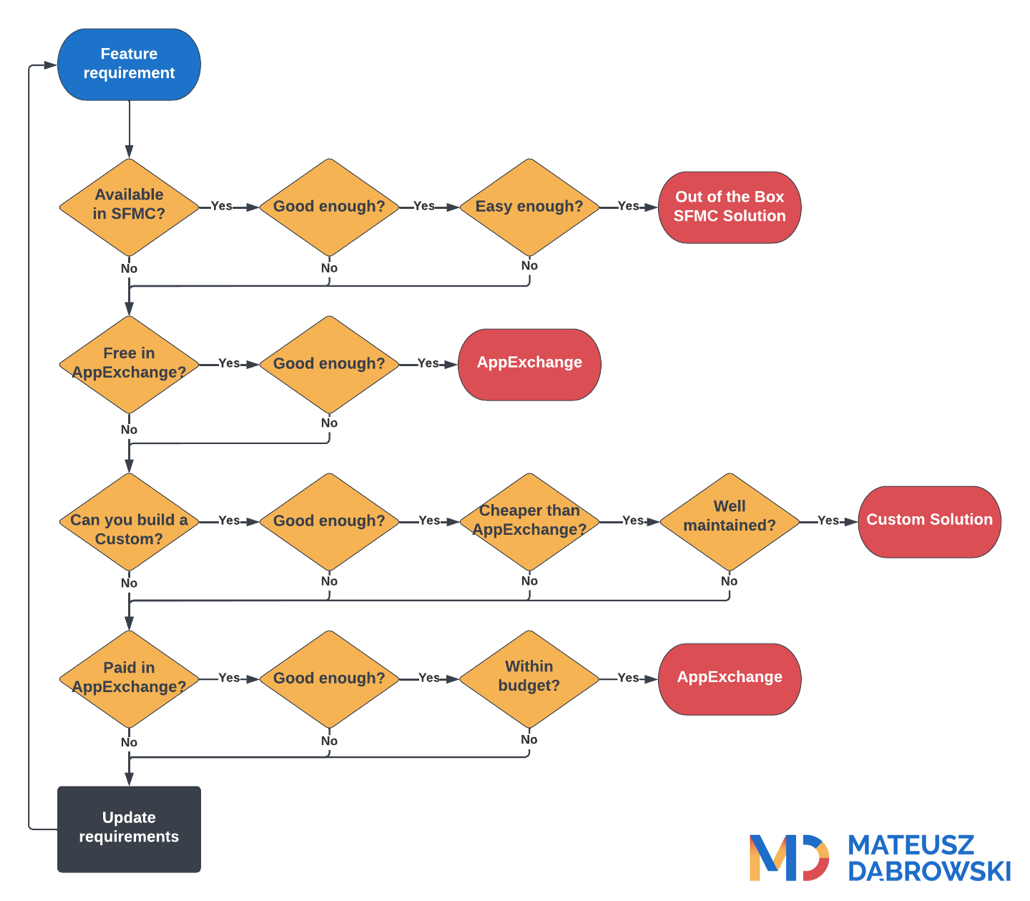 Feature
requirement
Available
in SFMC?
Yes
Good enough?
Yes
Easy enough?
Yes
Out of the Box
SFMC Solution
No
No
No
Free in
AppExchange?
Yes
Good enough?
Yes
AppExchange
No
No
Can you build a
Custom?
Yes
Good enough?
Yes
Cheaper than
AppExchange?
Yes
Well
maintained?
Yes
Custom Solution
No
No
No
No
Paid in
AppExchange?
Yes
Good enough?
Yes
Within
budget?
Yes
AppExchange
No
No
No
Update
requirements
MD
MATEUSZ
DĄBROWSKI